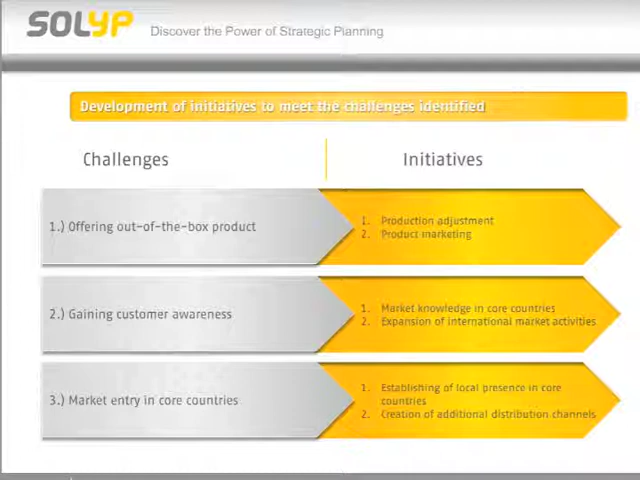 SOLYP
Discover the Power of Strategic Planning
Development of initiatives to meet the challenges identified
Challenges
Initiatives
1.) Offering out-of-the-box product
1. Production adjustment
2. Product marketing
2.) Gaining customer awareness
1. Market knowledge in core countries
2. Expansion of international market activities
3.) Market entry in core countries
1. Establishing of local presence in core
countries
2. Creation of additional distribution channels